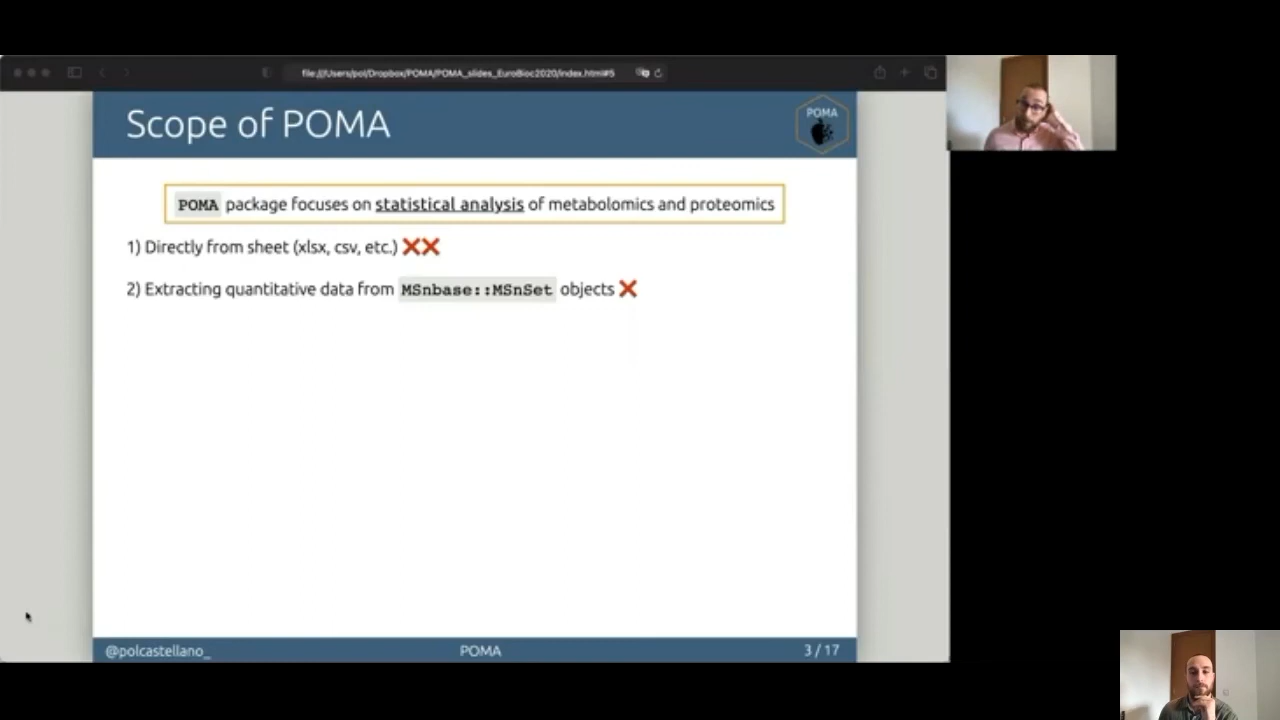 file:///Users/pol/Dropbox/POMA/POMA_slides_EuroBioc2020/index.html#5
Scope of POMA
POMA
POMA package focuses on statistical analysis of metabolomics and proteomics
1) Directly from sheet (xlsx, csv, etc.) ❌❌
2) Extracting quantitative data from MSnbase::MSnSet objects ❌
@polcastellano_
POMA
3 / 17